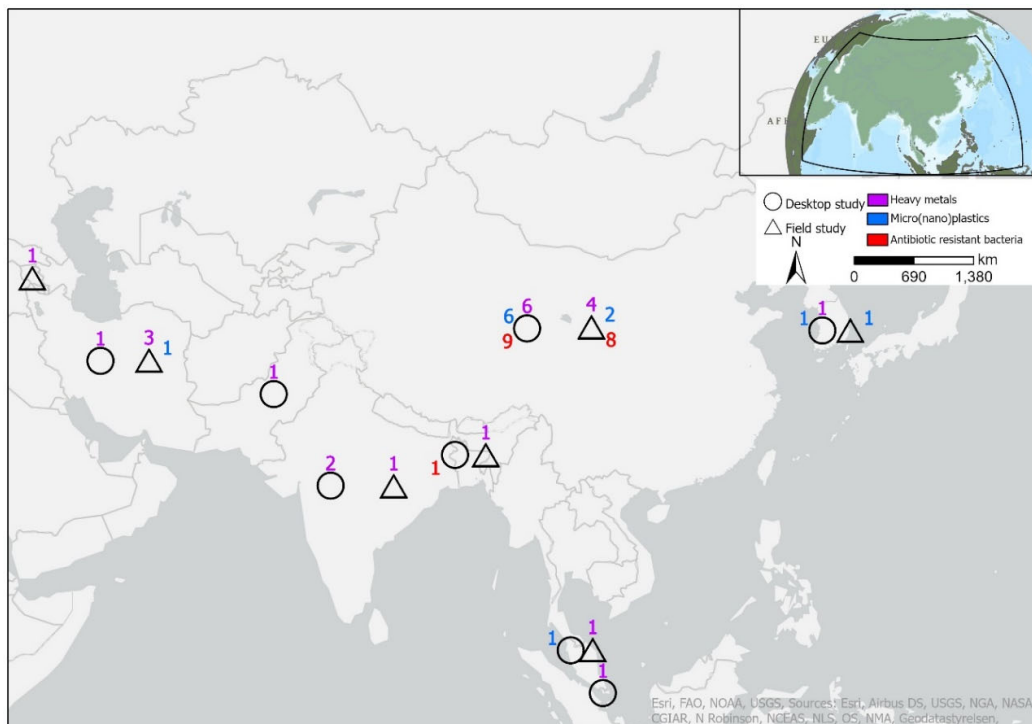 EU
AF
Desktop study
Field study
Heavy metals
Micro(nano)plastics
Antibiotic resistant bacteria
N
km
0 690 1,380
1
1
3
1
1
6
6
9
4
2
8
1
1
1
2
1
1
1
1
1
1
Esri, FAO, NOAA, USGS, Sources: Esri, Airbus DS, USGS, NGA, NASA,
CGIAR, N Robinson, NCEAS, NLS, OS, NMA, Geodatastyrelsen,